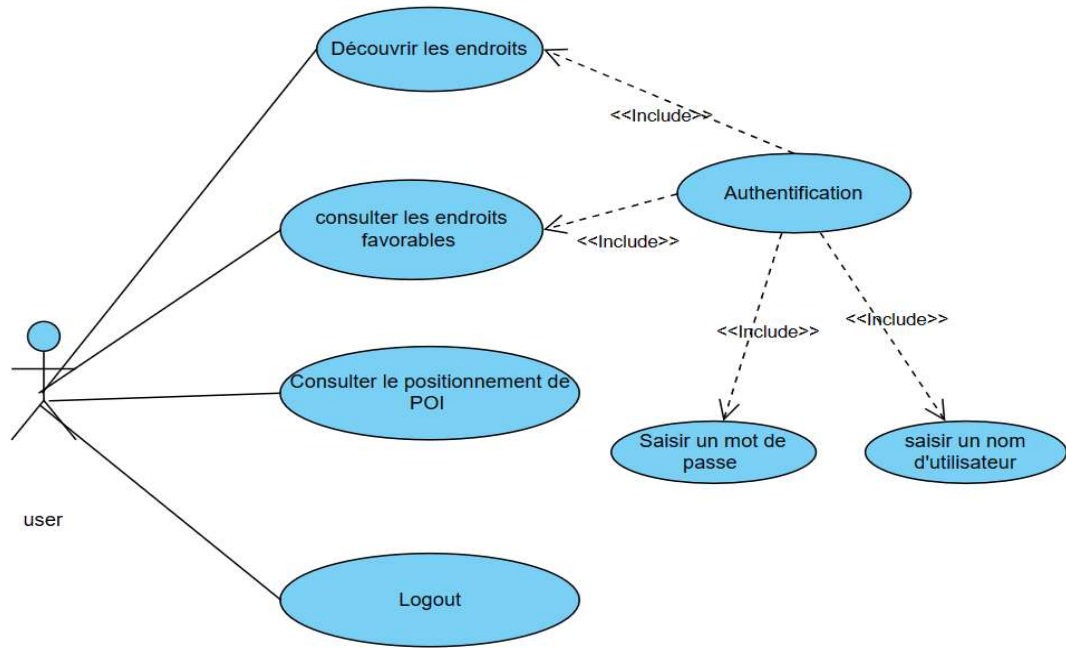 Découvrir les endroits
<<Include>>
Authentification
consulter les endroits
favorables
<<Include>>
<<Include>>
<<Include>>
Consulter le positionnement de
POI
Saisir un mot de
passe
saisir un nom
d'utilisateur
user
Logout